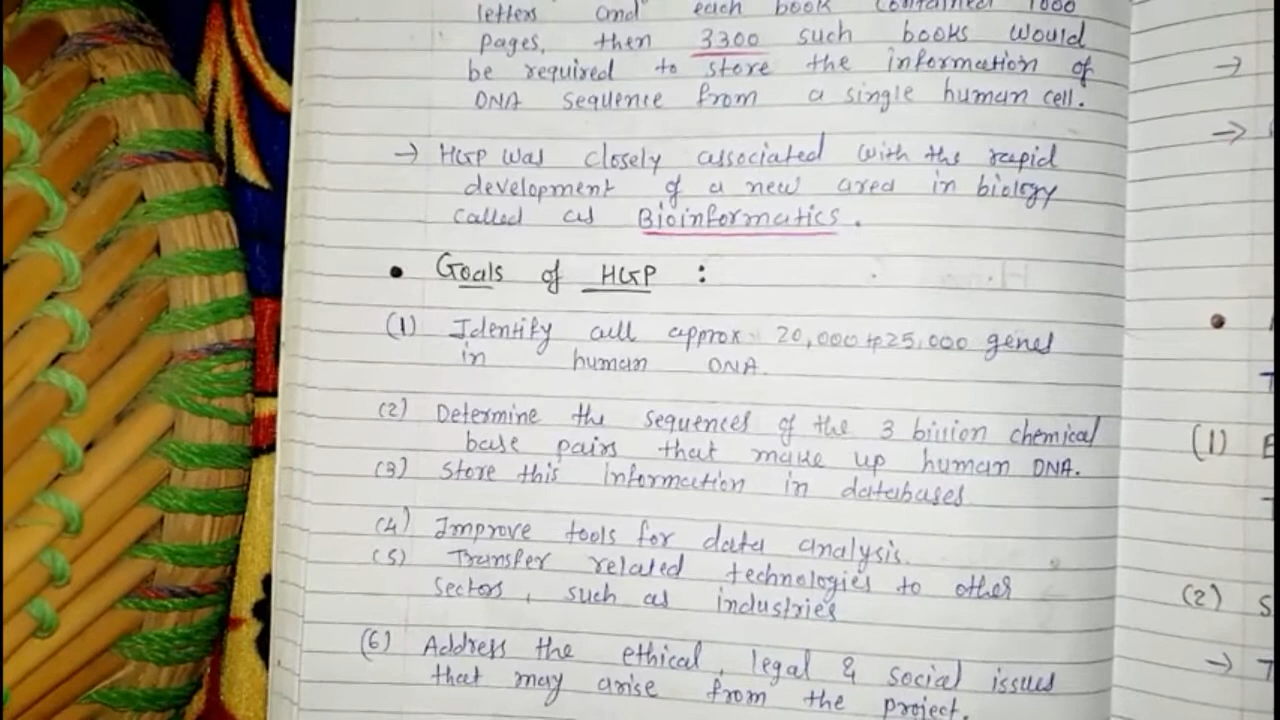 letters and each book contained 1000
pages, then 3300 such books would
be required to store the information of
DNA sequence from a single human cell.
→ HGP was closely associated with the rapid
development of a new area in biology
called as Bioinformatics.
• Goals of HGP :
(1) Identify all approx. 20,000 to 25,000 genes
in human DNA.
(2) Determine the sequences of the 3 billion chemical
base pairs that make up human DNA.
(3) Store this information in databases
(4) Improve tools for data analysis.
(5) Transfer related technologies to other
sectors, such as industries
(6) Address the ethical, legal & social issues
that may arise from the project.
→
→
•
T
(1) E
(2) S
→ T